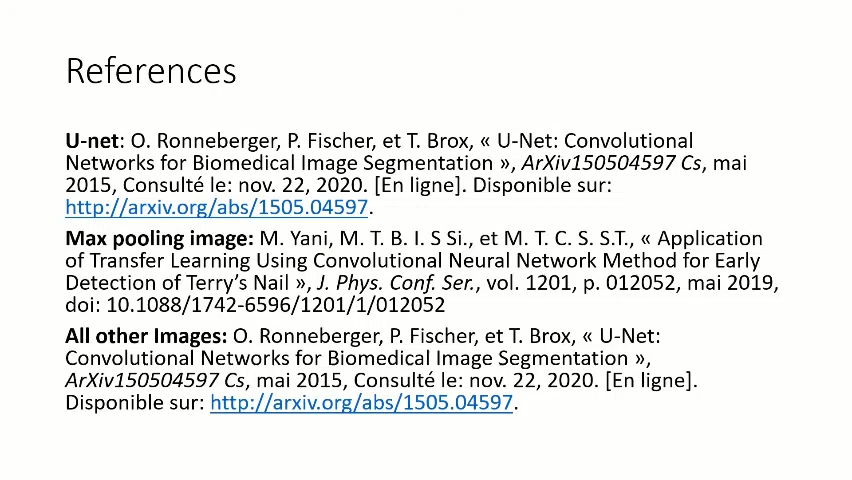 References
U-net: O. Ronneberger, P. Fischer, et T. Brox, « U-Net: Convolutional
Networks for Biomedical Image Segmentation », ArXiv150504597 Cs, mai
2015, Consulté le: nov. 22, 2020. [En ligne]. Disponible sur:
http://arxiv.org/abs/1505.04597.
Max pooling image: M. Yani, M. T. B. I. S Si., et M. T. C. S. S.T., « Application
of Transfer Learning Using Convolutional Neural Network Method for Early
Detection of Terry’s Nail », J. Phys. Conf. Ser., vol. 1201, p. 012052, mai 2019,
doi: 10.1088/1742-6596/1201/1/012052
All other Images: O. Ronneberger, P. Fischer, et T. Brox, « U-Net:
Convolutional Networks for Biomedical Image Segmentation »,
ArXiv150504597 Cs, mai 2015, Consulté le: nov. 22, 2020. [En ligne].
Disponible sur: http://arxiv.org/abs/1505.04597.